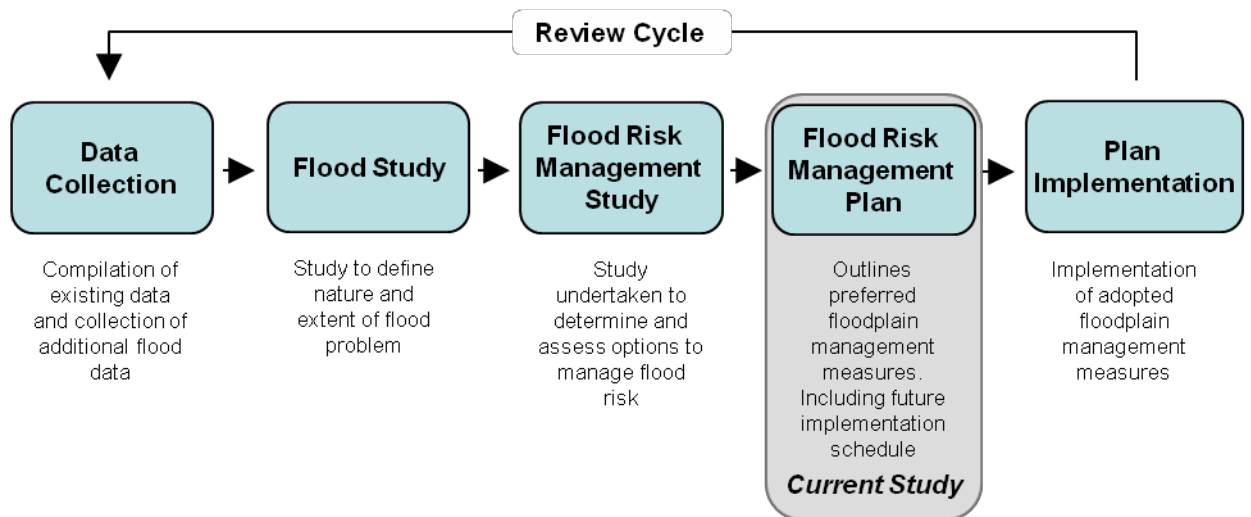 Review Cycle
Data
Collection
Flood Study
Flood Risk
Management
Study
Flood Risk
Management
Plan
Plan
Implementation
Compilation of
existing data
and collection of
additional flood
data
Study to define
nature and
extent of flood
problem
Study
undertaken to
determine and
assess options to
manage flood
risk
Outlines
preferred
floodplain
management
measures.
Including future
implementation
schedule
Current Study
Implementation
of adopted
floodplain
management
measures